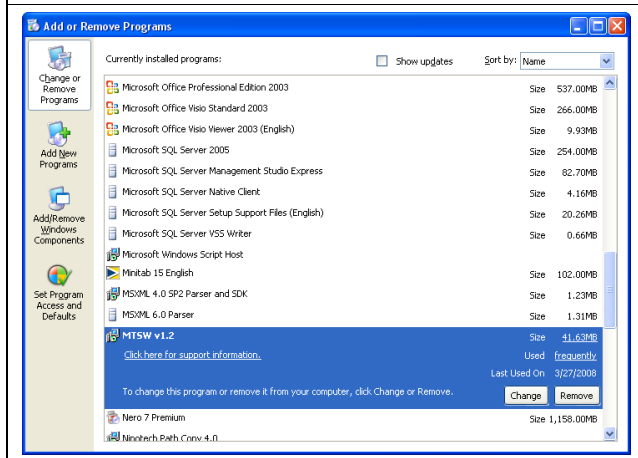 Add or Remove Programs
Change or
Remove
Programs
Add New
Programs
Add/Remove
Windows
Components
Set Program
Access and
Defaults
Currently installed programs: Show updates Sort by: Name
Microsoft Office Professional Edition 2003 Size 537.00MB
Microsoft Office Visio Standard 2003 Size 266.00MB
Microsoft Office Visio Viewer 2003 (English) Size 9.93MB
Microsoft SQL Server 2005 Size 254.00MB
Microsoft SQL Server Management Studio Express Size 82.70MB
Microsoft SQL Server Native Client Size 4.16MB
Microsoft SQL Server Setup Support Files (English) Size 20.26MB
Microsoft SQL Server VSS Writer Size 0.66MB
Microsoft Windows Script Host
Minitab 15 English Size 102.00MB
MSXML 4.0 SP2 Parser and SDK Size 1.23MB
MSXML 6.0 Parser Size 1.31MB
MTSW v1.2 Size 41.63MB
Click here for support information. Used frequently
Last Used On 3/27/2008
To change this program or remove it from your computer, click Change or Remove. Change Remove
Nero 7 Premium Size 1,158.00MB
Ninotech Path Copy 4.0